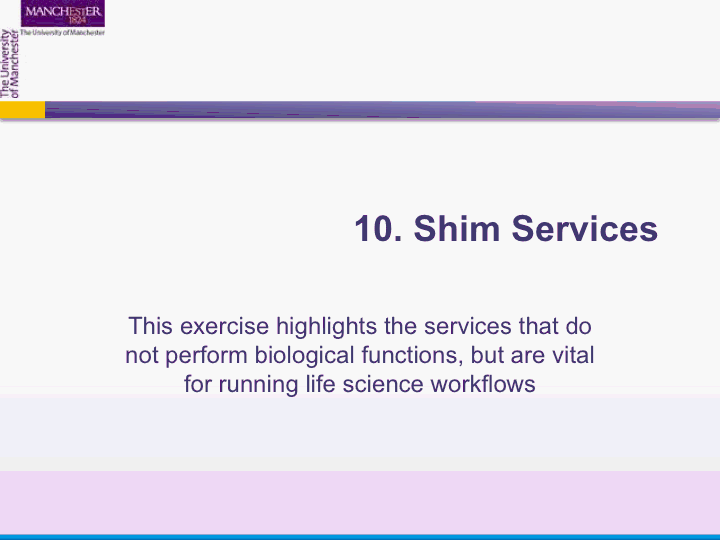 MANCHESTER
1824
The University of Manchester
The University
of Manchester
10. Shim Services
This exercise highlights the services that do
not perform biological functions, but are vital
for running life science workflows